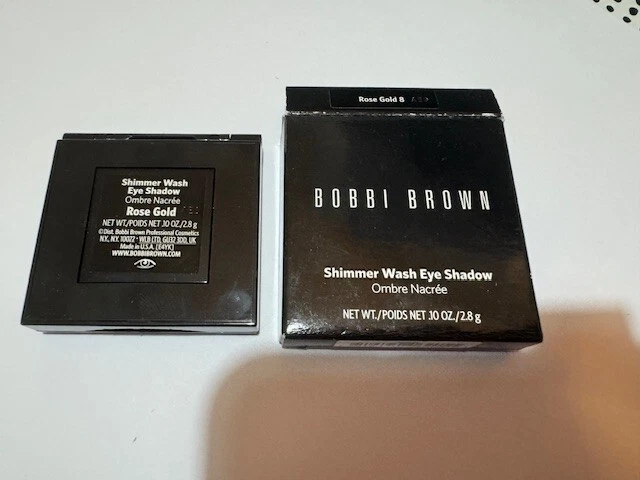 Shimmer Wash
Eye Shadow
Ombre Nacrée
Rose Gold
NET WT./POIDS NET .10 OZ./2.8 g
©Dist. Bobbi Brown Professional Cosmetics
NY, N.Y. 10022 • WLB LTD, GU32 3DD, UK
Made in U.S.A. [E4YK]
WWW.BOBBIBROWN.COM
Rose Gold 8
BOBBI BROWN
Shimmer Wash Eye Shadow
Ombre Nacrée
NET WT./POIDS NET .10 OZ./2.8 g